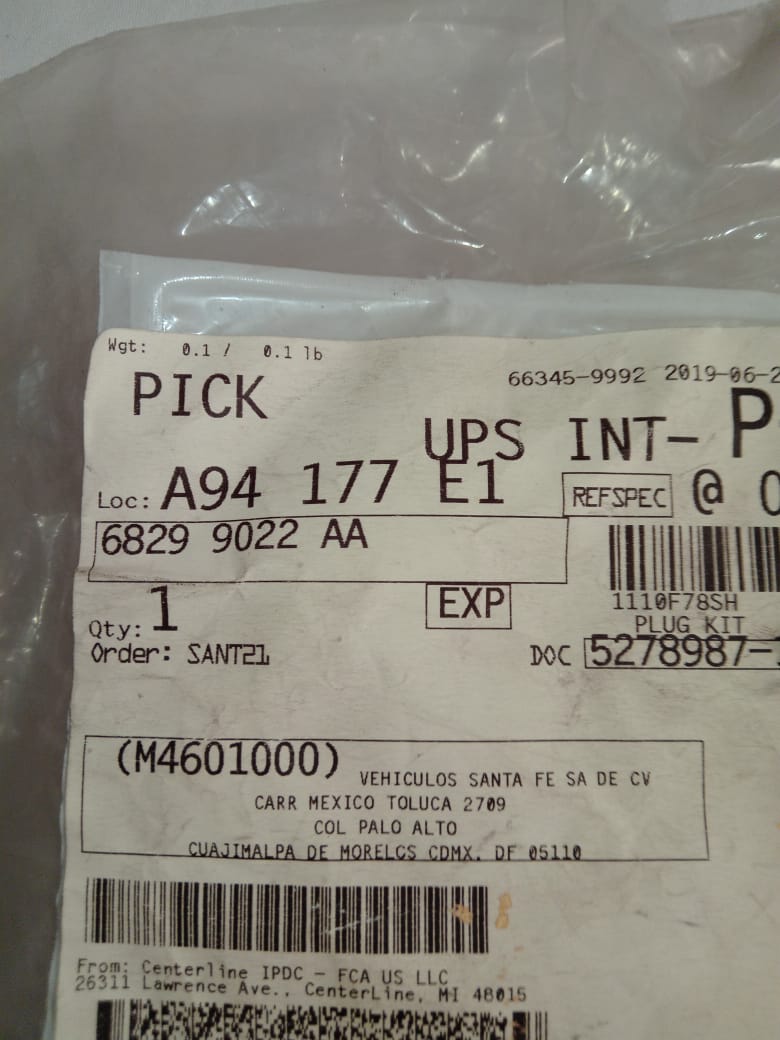 Wgt: 0.1 / 0.1 lb
66345-9992 2019-06-2
PICK
UPS INT- P
Loc: A94 177 E1
REFSPEC @ 0
6829 9022 AA
1110F78SH
Qty: 1
EXP
PLUG KIT
Order: SANT21
DOC 5278987-
(M4601000) VEHICULOS SANTA FE SA DE CV
CARR MEXICO TOLUCA 2709
COL PALO ALTO
CUAJIMALPA DE MORELOS CDMX. DF 05110
From: Centerline IPDC - FCA US LLC
26311 Lawrence Ave., CenterLine, MI 48015